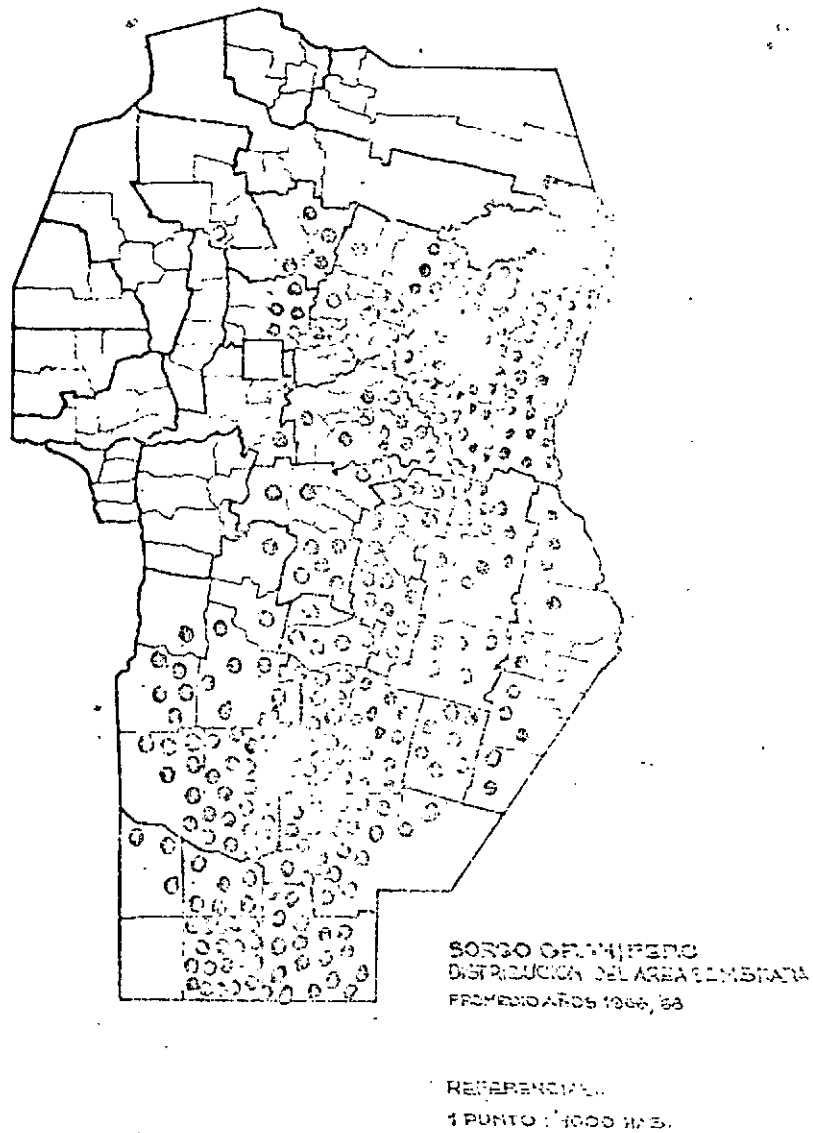 SORGO GRANIFERO
DISTRIBUCION DEL AREA SEMBRADA
PROMEDIO AÑOS 1966/68
REFERENCIAS
1 PUNTO : 1000 HAS.